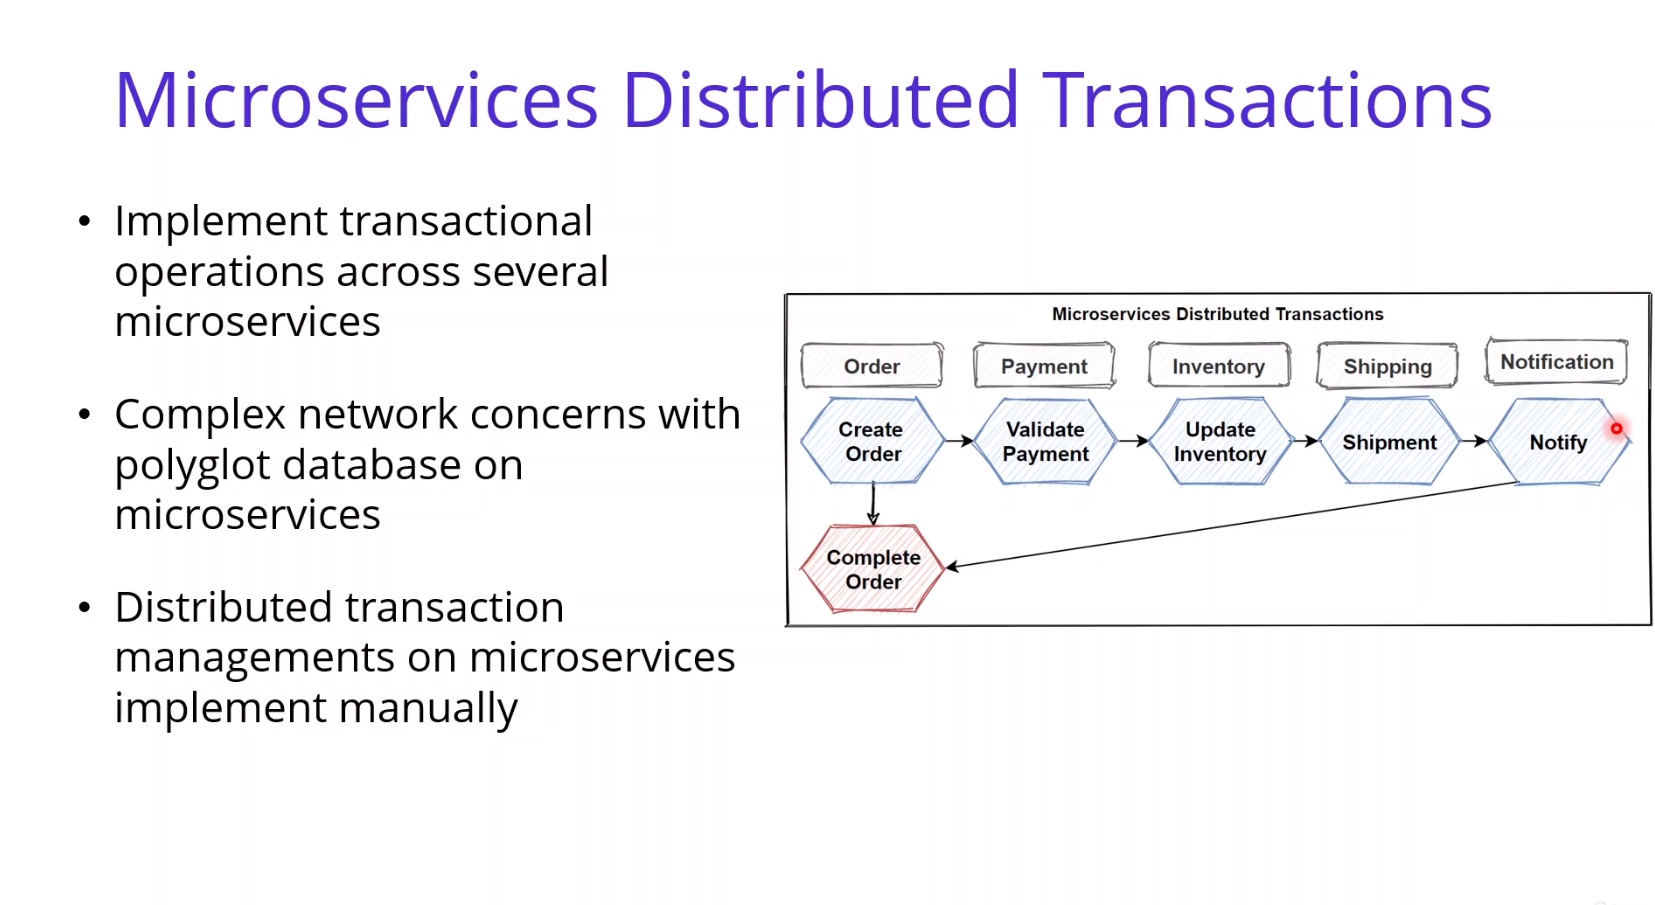 Microservices Distributed Transactions
• Implement transactional
operations across several
microservices
• Complex network concerns with
polyglot database on
microservices
• Distributed transaction
managements on microservices
implement manually
Microservices Distributed Transactions
Order
Payment
Inventory
Shipping
Notification
Create
Order
Validate
Payment
Update
Inventory
Shipment
Notify
Complete
Order